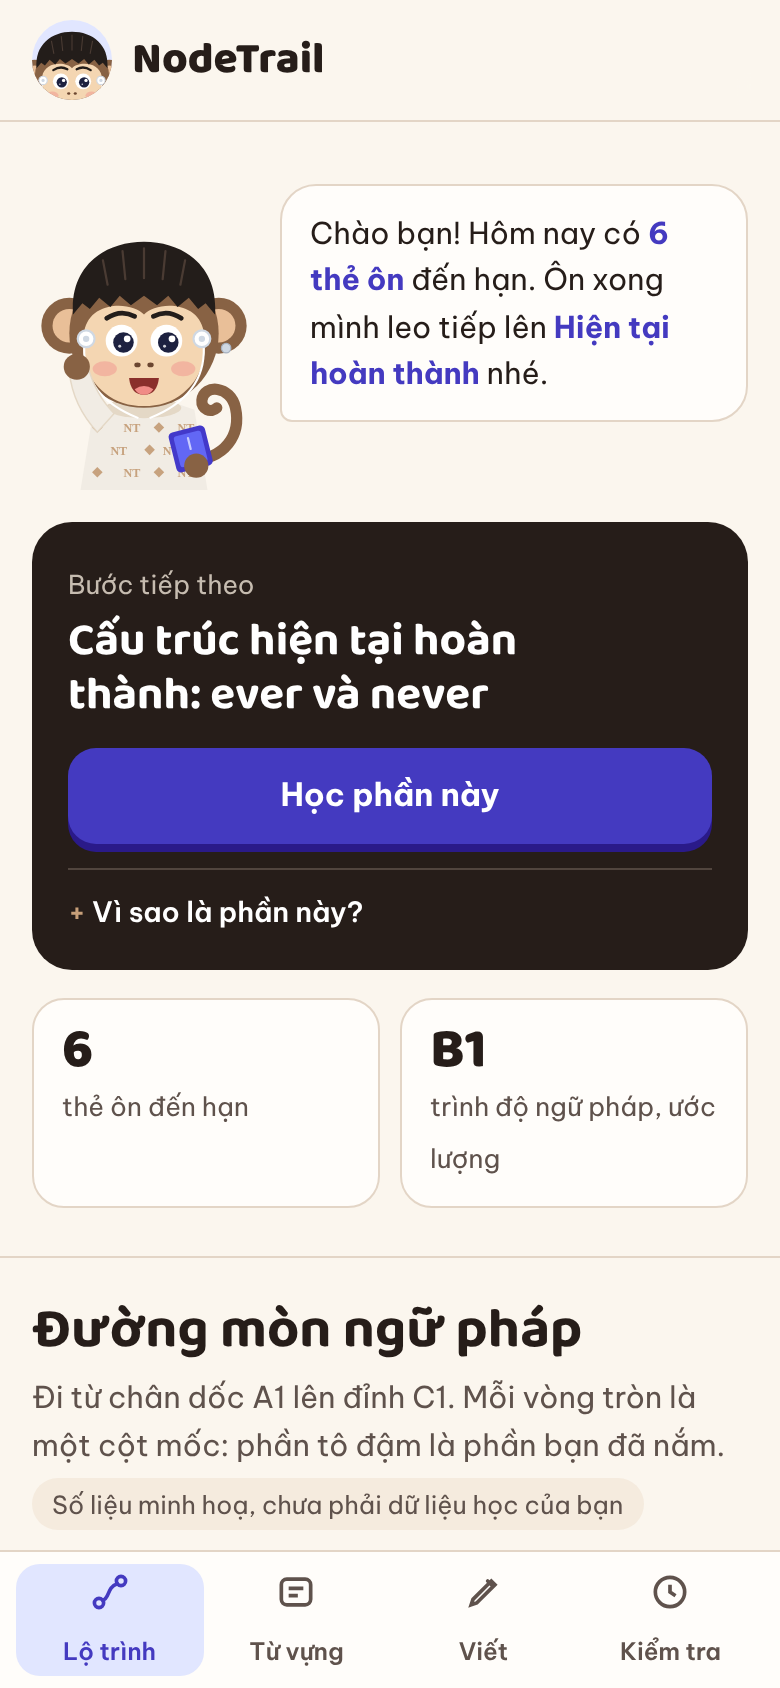 NodeTrail
Chào bạn! Hôm nay có 6
thẻ ôn đến hạn. Ôn xong
mình leo tiếp lên Hiện tại
hoàn thành nhé.
NT NT
NT N
NT N
Bước tiếp theo
Cấu trúc hiện tại hoàn
thành: ever và never
Học phần này
+ Vì sao là phần này?
6
thẻ ôn đến hạn
B1
trình độ ngữ pháp, ước
lượng
Đường mòn ngữ pháp
Đi từ chân dốc A1 lên đỉnh C1. Mỗi vòng tròn là
một cột mốc: phần tô đậm là phần bạn đã nắm.
Số liệu minh hoạ, chưa phải dữ liệu học của bạn
Lộ trình
Từ vựng
Viết
Kiểm tra